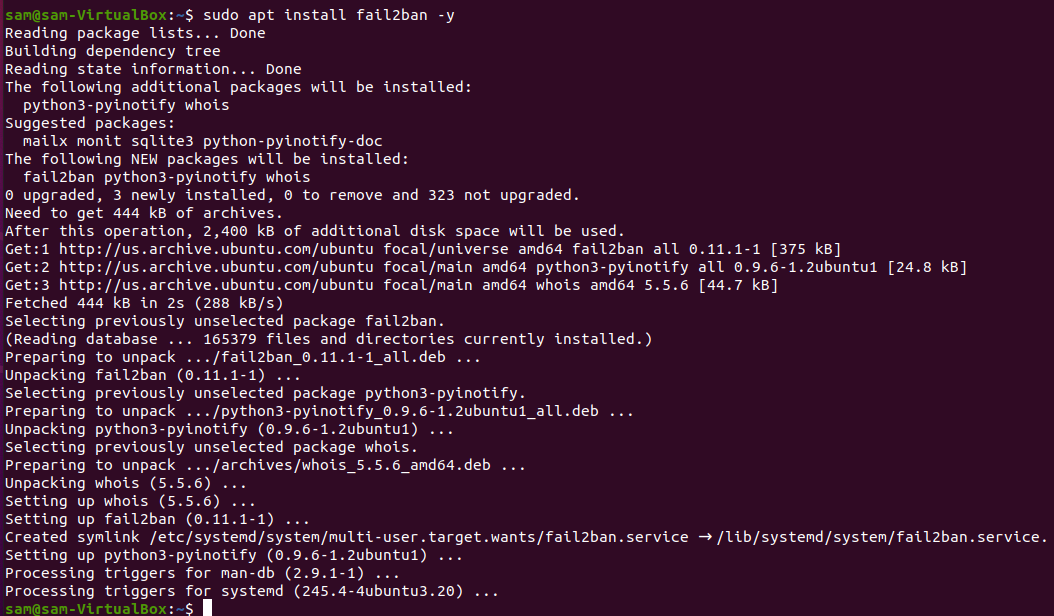 sam@sam-VirtualBox:~$ sudo apt install fail2ban -y
Reading package lists... Done
Building dependency tree
Reading state information... Done
The following additional packages will be installed:
  python3-pyinotify whois
Suggested packages:
  mailx monit sqlite3 python-pyinotify-doc
The following NEW packages will be installed:
  fail2ban python3-pyinotify whois
0 upgraded, 3 newly installed, 0 to remove and 323 not upgraded.
Need to get 444 kB of archives.
After this operation, 2,400 kB of additional disk space will be used.
Get:1 http://us.archive.ubuntu.com/ubuntu focal/universe amd64 fail2ban all 0.11.1-1 [375 kB]
Get:2 http://us.archive.ubuntu.com/ubuntu focal/main amd64 python3-pyinotify all 0.9.6-1.2ubuntu1 [24.8 kB]
Get:3 http://us.archive.ubuntu.com/ubuntu focal/main amd64 whois amd64 5.5.6 [44.7 kB]
Fetched 444 kB in 2s (288 kB/s)
Selecting previously unselected package fail2ban.
(Reading database ... 165379 files and directories currently installed.)
Preparing to unpack .../fail2ban_0.11.1-1_all.deb ...
Unpacking fail2ban (0.11.1-1) ...
Selecting previously unselected package python3-pyinotify.
Preparing to unpack .../python3-pyinotify_0.9.6-1.2ubuntu1_all.deb ...
Unpacking python3-pyinotify (0.9.6-1.2ubuntu1) ...
Selecting previously unselected package whois.
Preparing to unpack .../archives/whois_5.5.6_amd64.deb ...
Unpacking whois (5.5.6) ...
Setting up whois (5.5.6) ...
Setting up fail2ban (0.11.1-1) ...
Created symlink /etc/systemd/system/multi-user.target.wants/fail2ban.service → /lib/systemd/system/fail2ban.service.
Setting up python3-pyinotify (0.9.6-1.2ubuntu1) ...
Processing triggers for man-db (2.9.1-1) ...
Processing triggers for systemd (245.4-4ubuntu3.20) ...
sam@sam-VirtualBox:~$